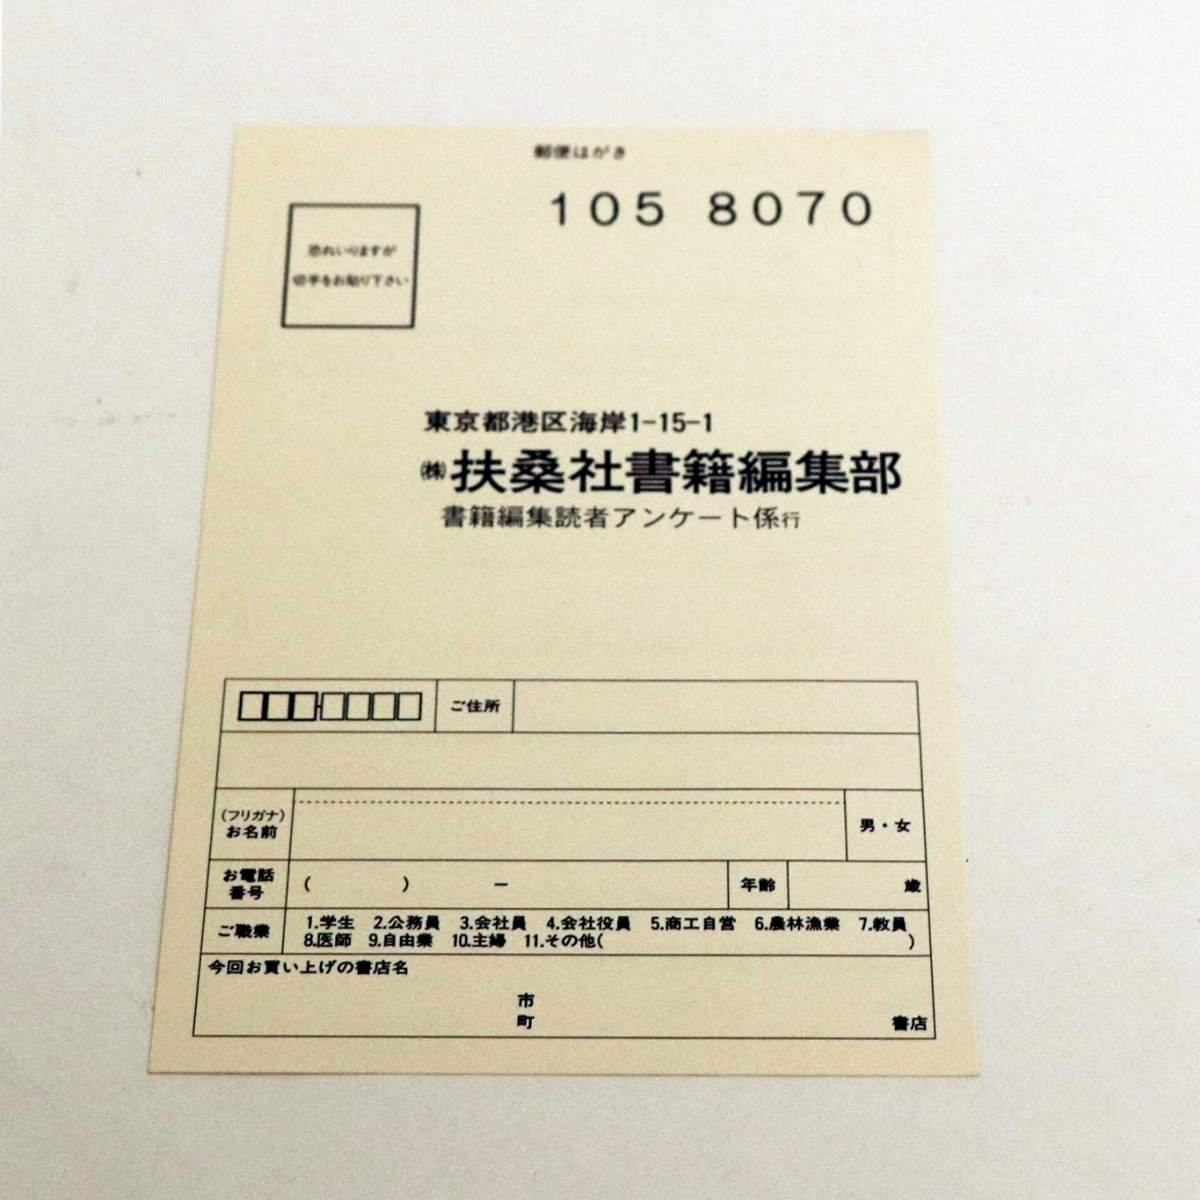 郵便はがき
105 8070
恐れいりますが
切手をお貼り下さい
東京都港区海岸1-15-1
㈱扶桑社書籍編集部
書籍編集読者アンケート係行
ご住所
(フリガナ)
お名前
男・女
お電話
番号
( ) −
年齢
歳
ご職業
1.学生 2.公務員 3.会社員 4.会社役員 5.商工自営 6.農林漁業 7.教員
8.医師 9.自由業 10.主婦 11.その他( )
今回お買い上げの書店名
市
町
書店